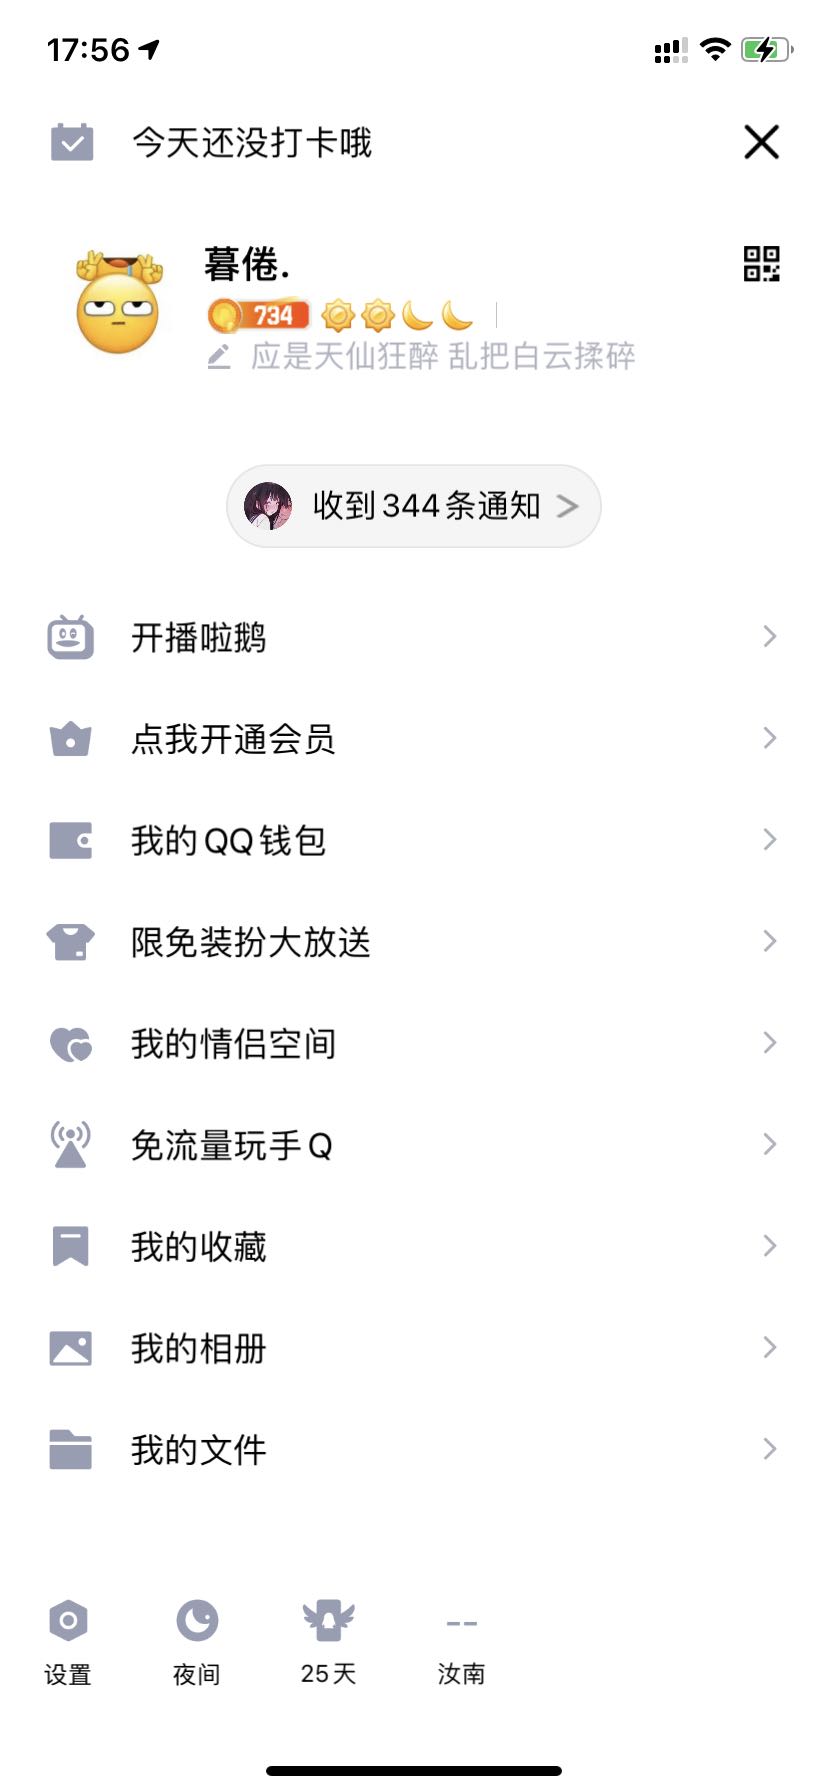 17:56
今天还没打卡哦
暮倦.
734
应是天仙狂醉 乱把白云揉碎
收到344条通知 >
开播啦鹅
点我开通会员
我的QQ钱包
限免装扮大放送
我的情侣空间
免流量玩手Q
我的收藏
我的相册
我的文件
--
设置 夜间 25天 汝南